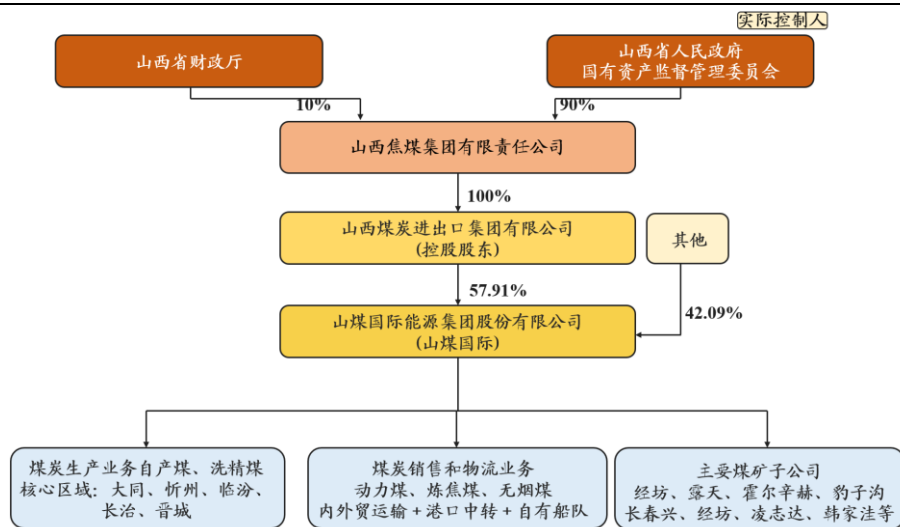 实际控制人
山西省财政厅
山西省人民政府
国有资产监督管理委员会
10%
90%
山西焦煤集团有限责任公司
100%
山西煤炭进出口集团有限公司
(控股股东)
其他
57.91%
42.09%
山煤国际能源集团股份有限公司
(山煤国际)
煤炭生产业务自产煤、洗精煤
核心区域：大同、忻州、临汾、
长治、晋城
煤炭销售和物流业务
动力煤、炼焦煤、无烟煤
内外贸运输+港口中转+自有船队
主要煤矿子公司
经坊、露天、霍尔辛赫、豹子沟
长春兴、经坊、凌志达、韩家洼等